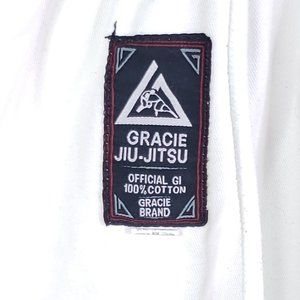 GRACIE
JIU-JITSU
OFFICIAL GI
100% COTTON
GRACIE
BRAND